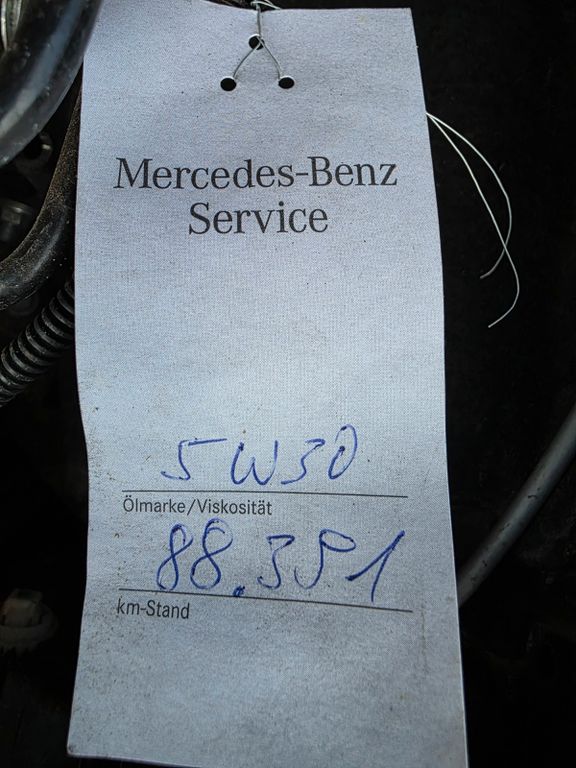 Mercedes-Benz
Service
5W30
Ölmarke/Viskosität
88.391
km-Stand